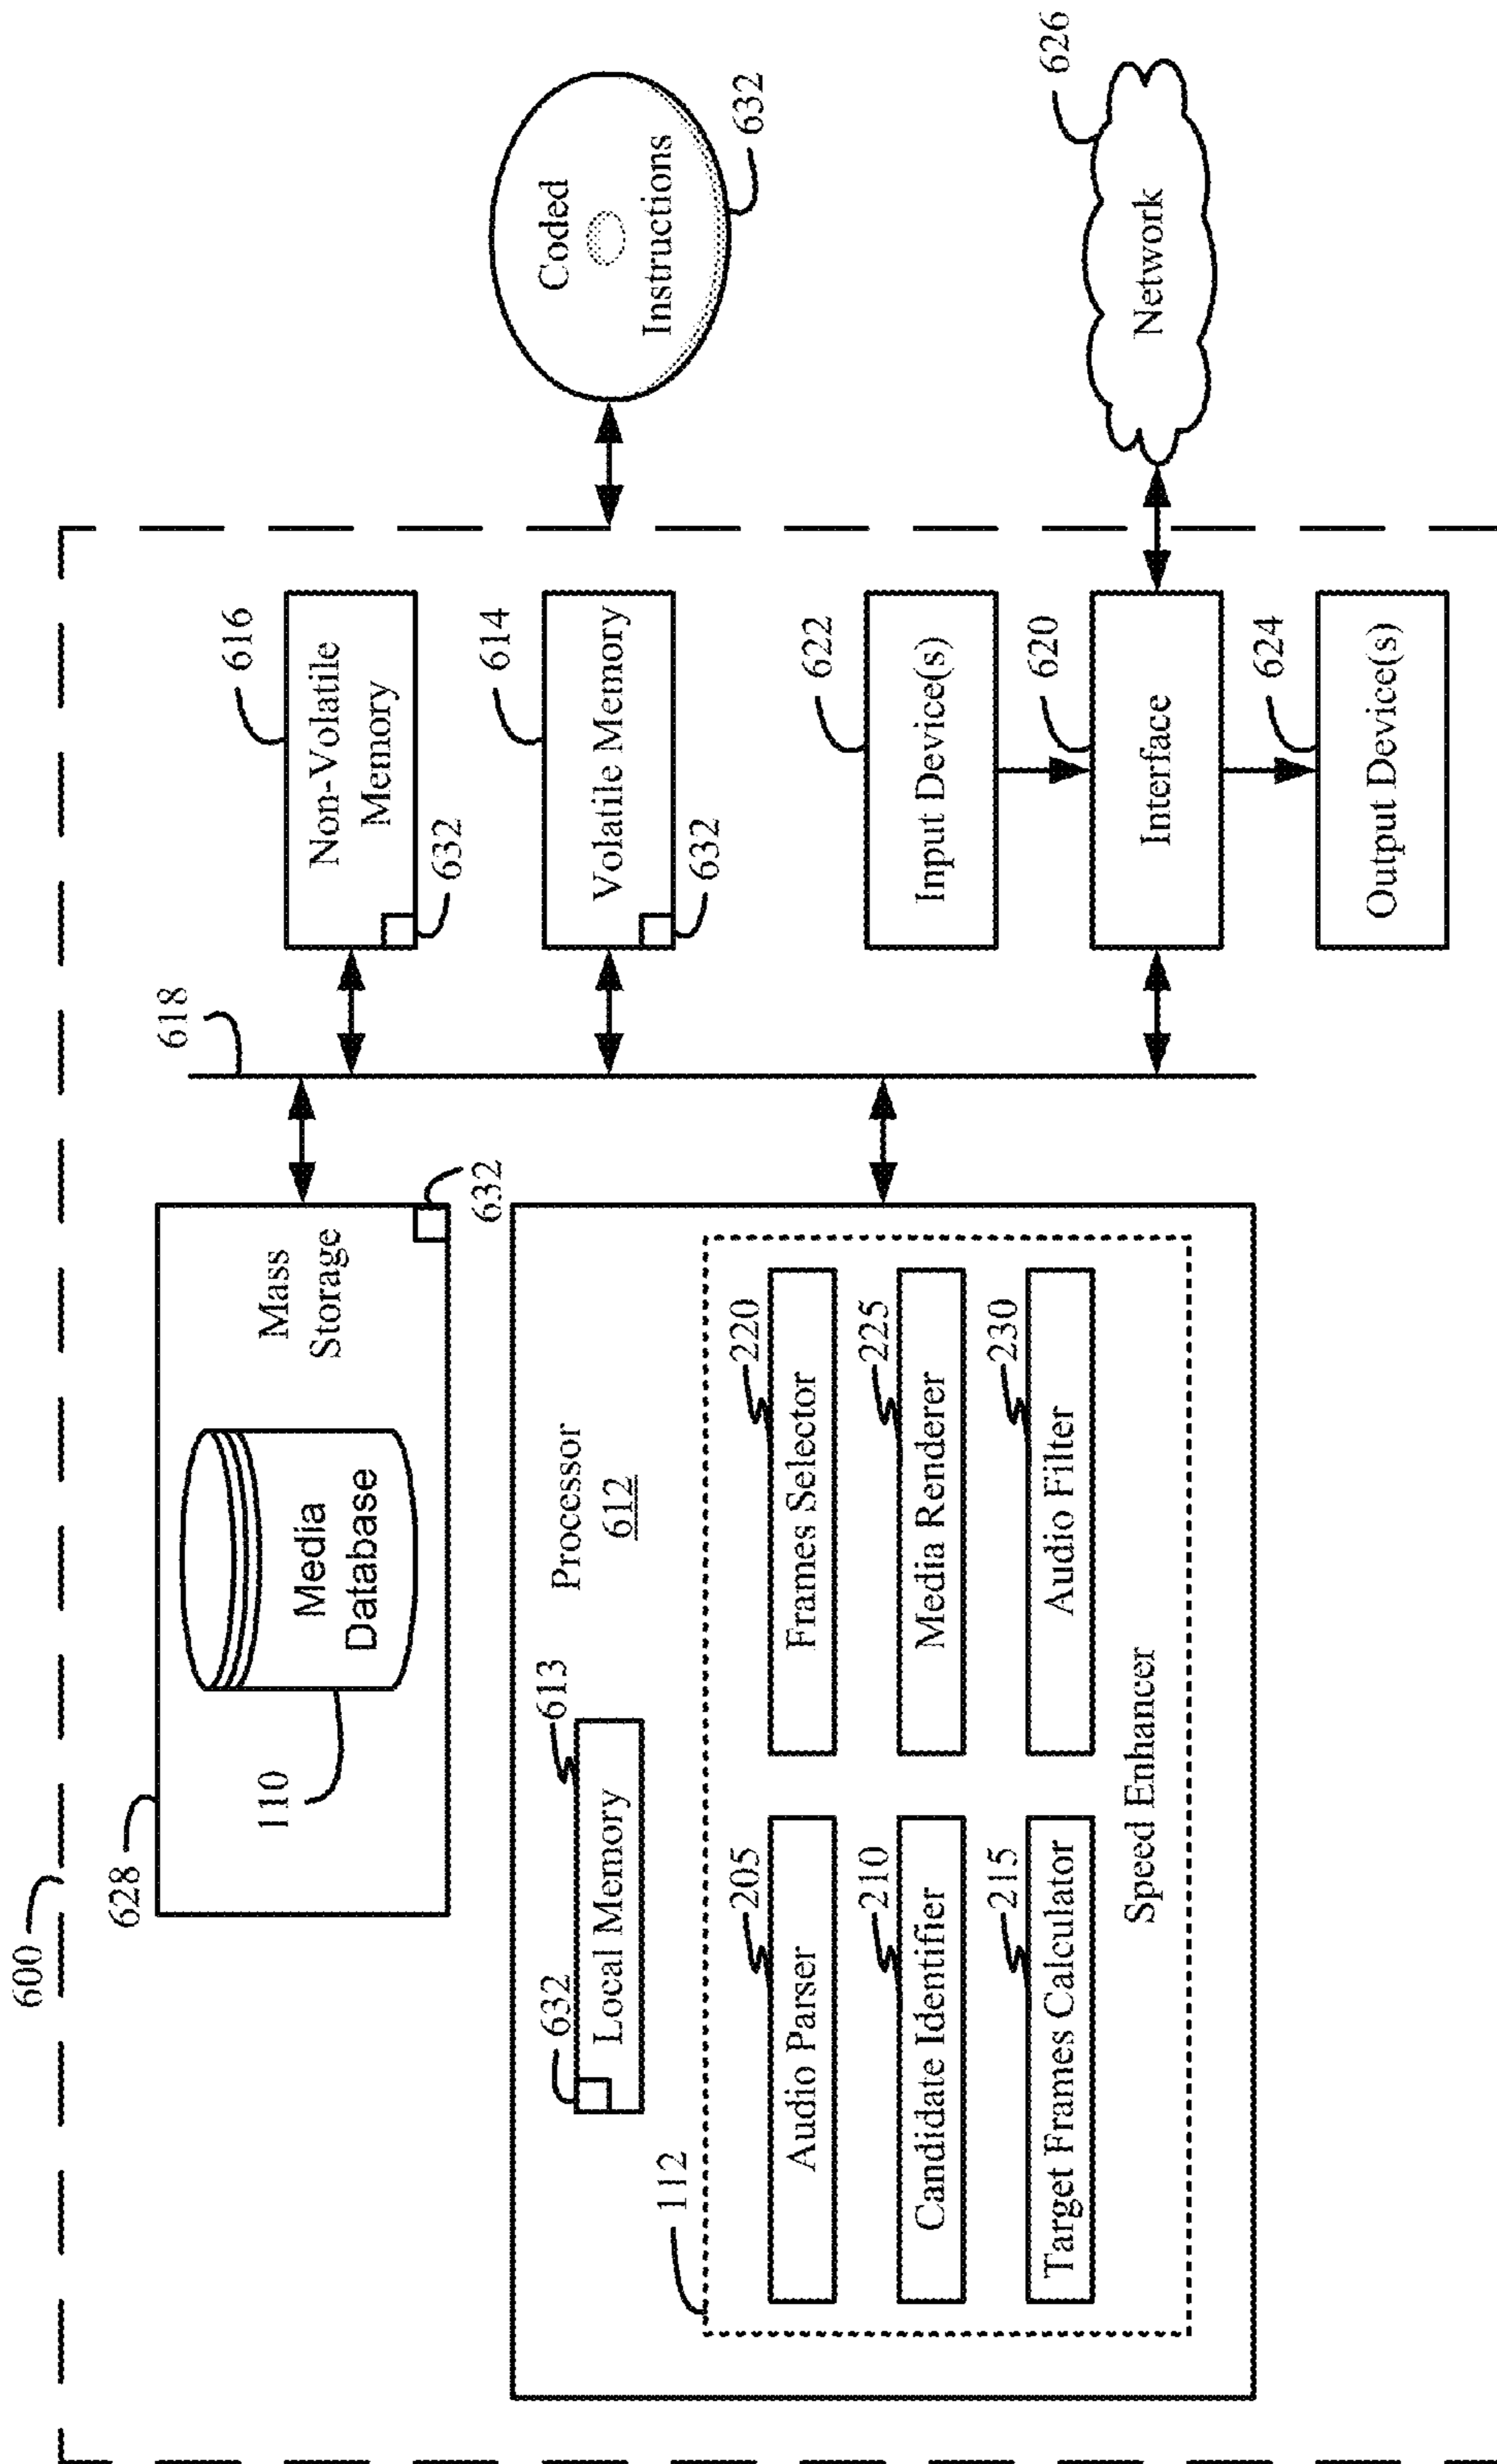 600
628
110
Media
Database
Mass
Storage
632
618
616
Non-Volatile
Memory
632
614
Volatile Memory
632
Coded
Instructions
632
Processor
612
632
613
Local Memory
112
205
Audio Parser
220
Frames Selector
210
Candidate Identifier
225
Media Renderer
215
Target Frames Calculator
230
Audio Filter
Speed Enhancer
622
Input Device(s)
620
Interface
624
Output Device(s)
626
Network